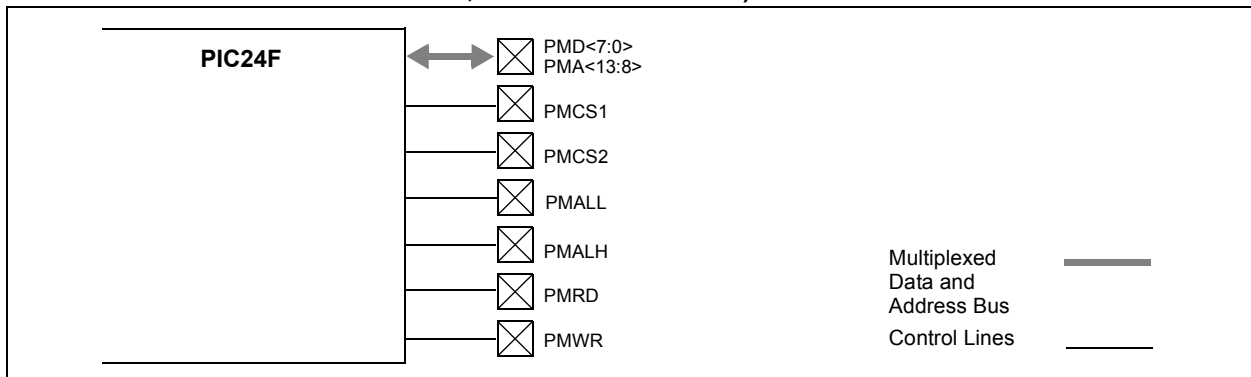 PIC24F
PMD<7:0>
PMA<13:8>
PMCS1
PMCS2
PMALL
PMALH
PMRD
PMWR
Multiplexed
Data and
Address Bus
Control Lines